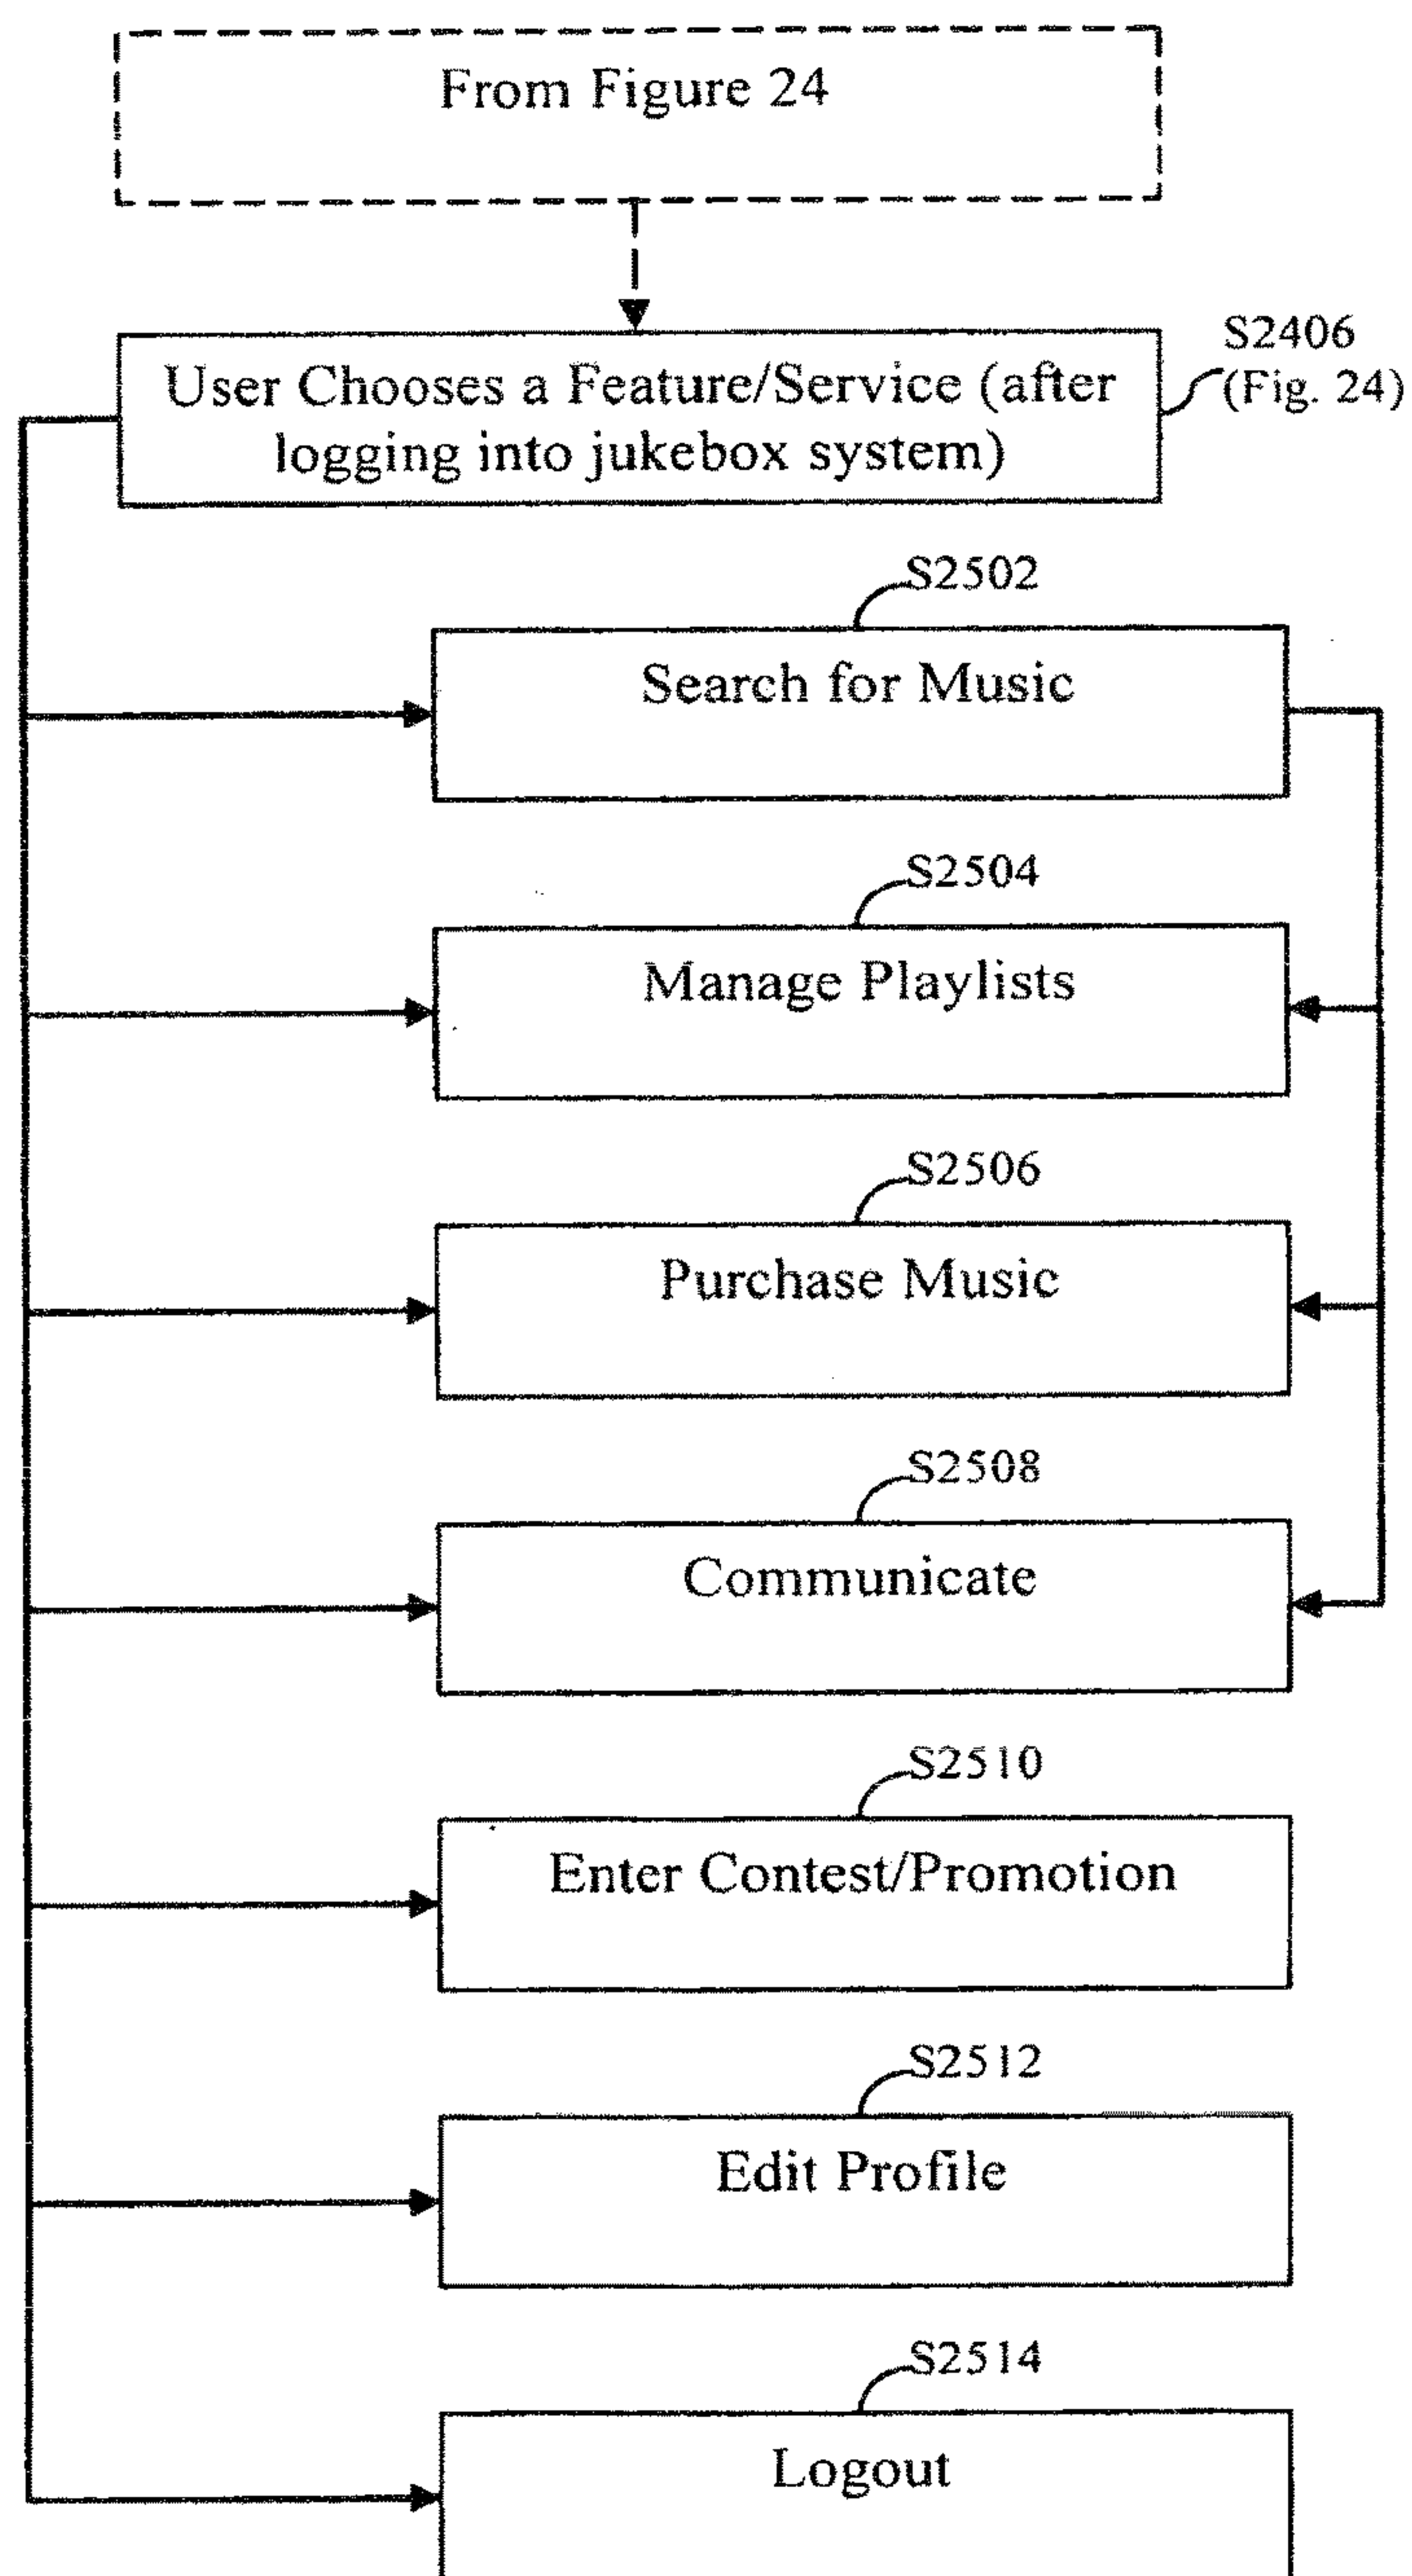 From Figure 24
User Chooses a Feature/Service (after
logging into jukebox system)
S2406
(Fig. 24)
S2502
Search for Music
S2504
Manage Playlists
S2506
Purchase Music
S2508
Communicate
S2510
Enter Contest/Promotion
S2512
Edit Profile
S2514
Logout